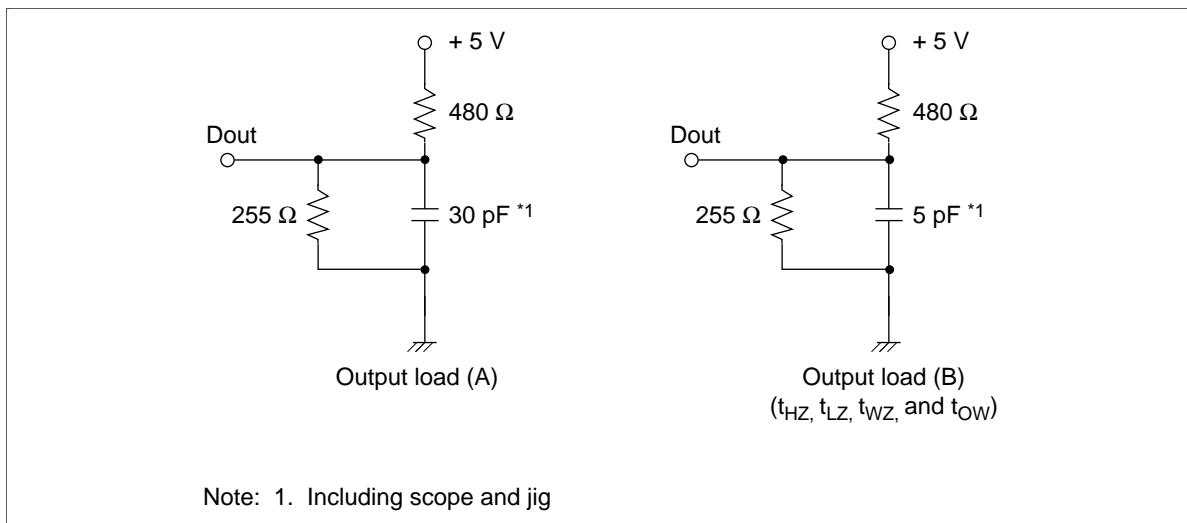 + 5 V
480 Ω
Dout
255 Ω
30 pF *1
Output load (A)
+ 5 V
480 Ω
Dout
255 Ω
5 pF *1
Output load (B)
(tHZ, tLZ, tWZ, and tOW)
Note: 1. Including scope and jig